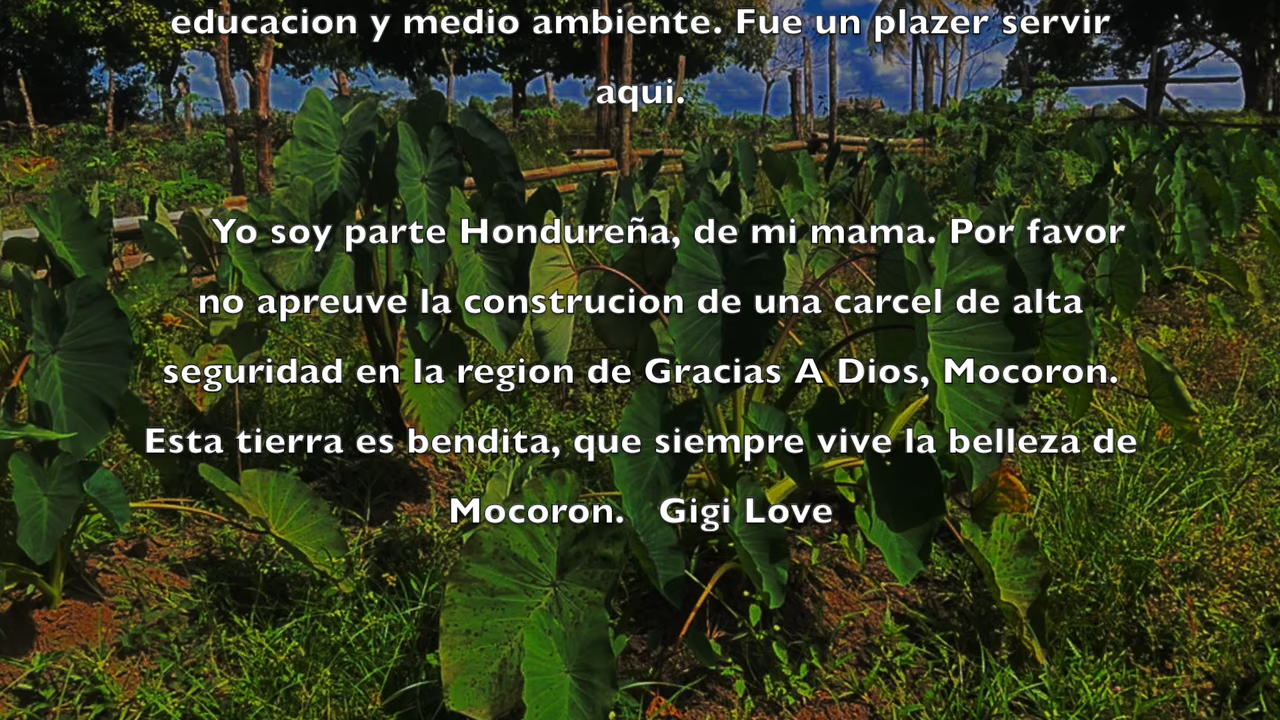 educacion y medio ambiente. Fue un plazer servir
aqui.
Yo soy parte Hondureña, de mi mama. Por favor
no apreuve la construcion de una carcel de alta
seguridad en la region de Gracias A Dios, Mocoron.
Esta tierra es bendita, que siempre vive la belleza de
Mocoron. Gigi Love